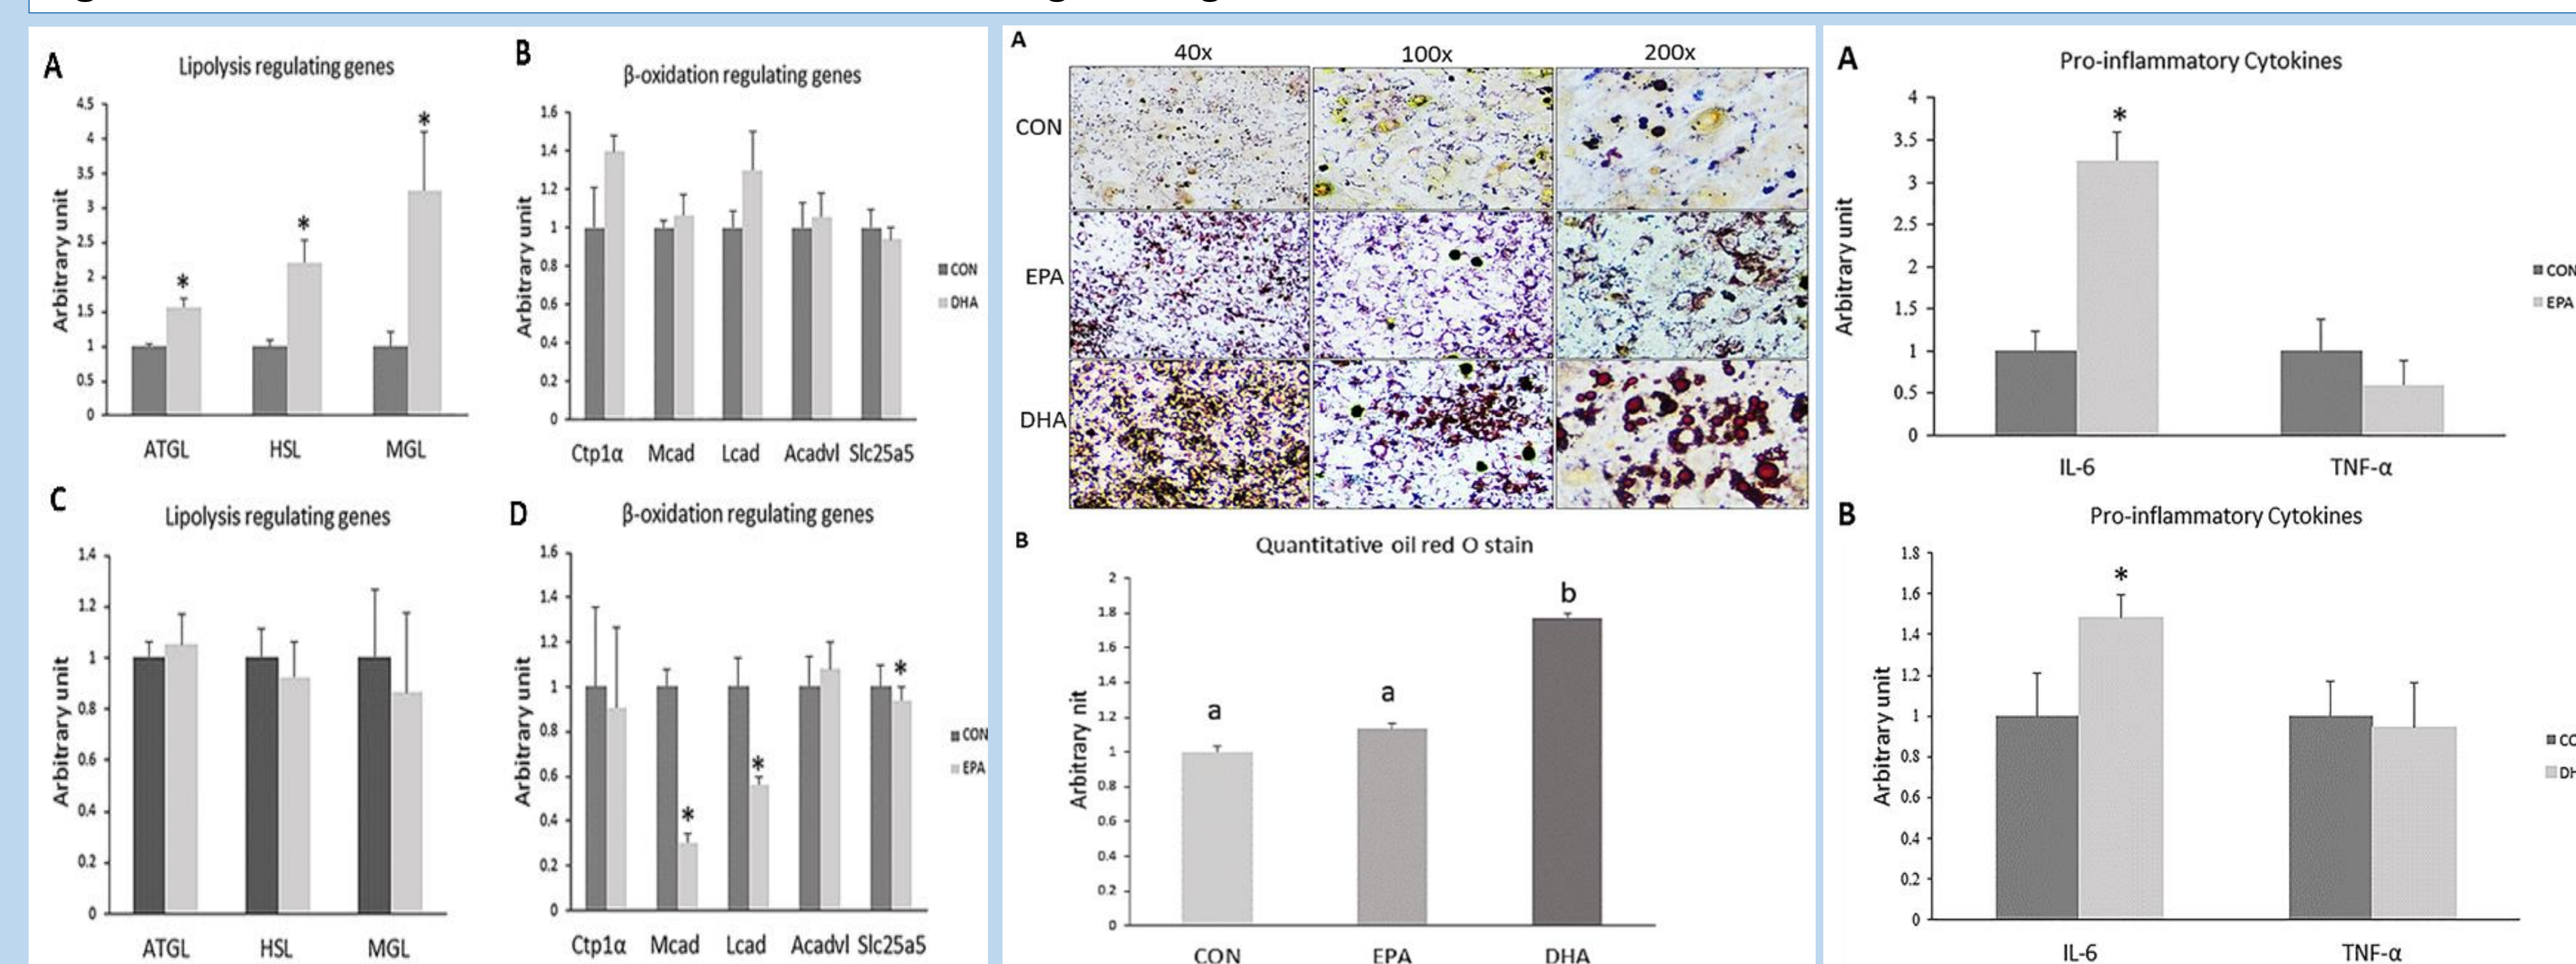 A
Lipolysis regulating genes
Arbitrary unit
4.5
4
3.5
3
2.5
2
1.5
1
0.5
0
*
*
*
ATGL HSL MGL
B
β-oxidation regulating genes
Arbitrary unit
1.6
1.4
1.2
1
0.8
0.6
0.4
0.2
0
Ctp1α Mcad Lcad Acadvl Slc25a5
CON
DHA
C
Lipolysis regulating genes
Arbitrary unit
1.4
1.2
1
0.8
0.6
0.4
0.2
0
ATGL HSL MGL
D
β-oxidation regulating genes
Arbitrary unit
1.6
1.4
1.2
1
0.8
0.6
0.4
0.2
0
*
*
*
Ctp1α Mcad Lcad Acadvl Slc25a5
CON
EPA
A
40x 100x 200x
CON
EPA
DHA
B
Quantitative oil red O stain
Arbitrary nit
2
1.8
1.6
1.4
1.2
1
0.8
0.6
0.4
0.2
0
a
a
b
CON EPA DHA
A
Pro-inflammatory Cytokines
Arbitrary unit
4
3.5
3
2.5
2
1.5
1
0.5
0
*
IL-6 TNF-α
CON
EPA
B
Pro-inflammatory Cytokines
Arbitrary unit
1.8
1.6
1.4
1.2
1
0.8
0.6
0.4
0.2
0
*
IL-6 TNF-α